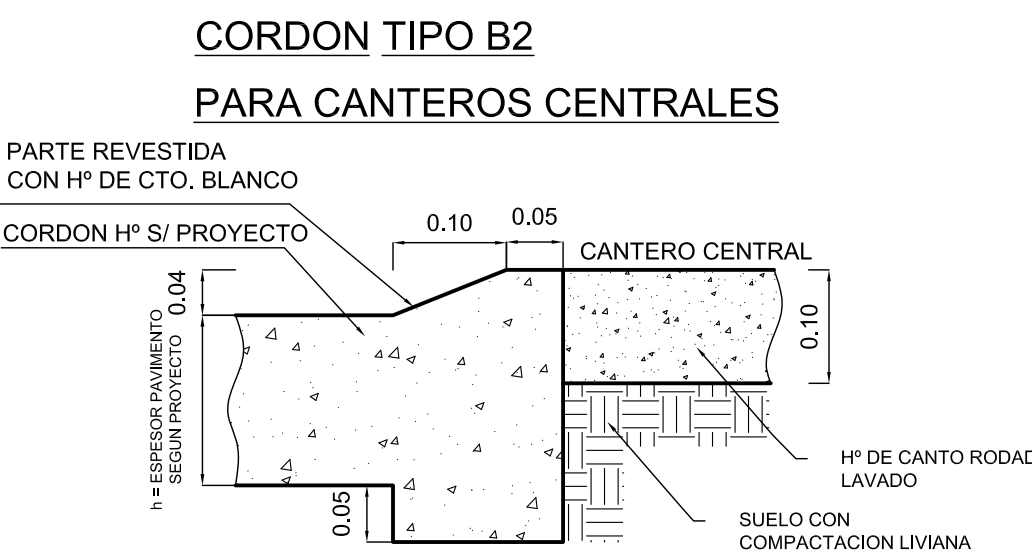 CORDON TIPO B2
PARA CANTEROS CENTRALES
PARTE REVESTIDA
CON Hº DE CTO. BLANCO
CORDON Hº S/ PROYECTO
0.10
0.05
CANTERO CENTRAL
0.04
h = ESPESOR PAVIMENTO
SEGUN PROYECTO
0.10
0.05
Hº DE CANTO RODAD
LAVADO
SUELO CON
COMPACTACION LIVIANA